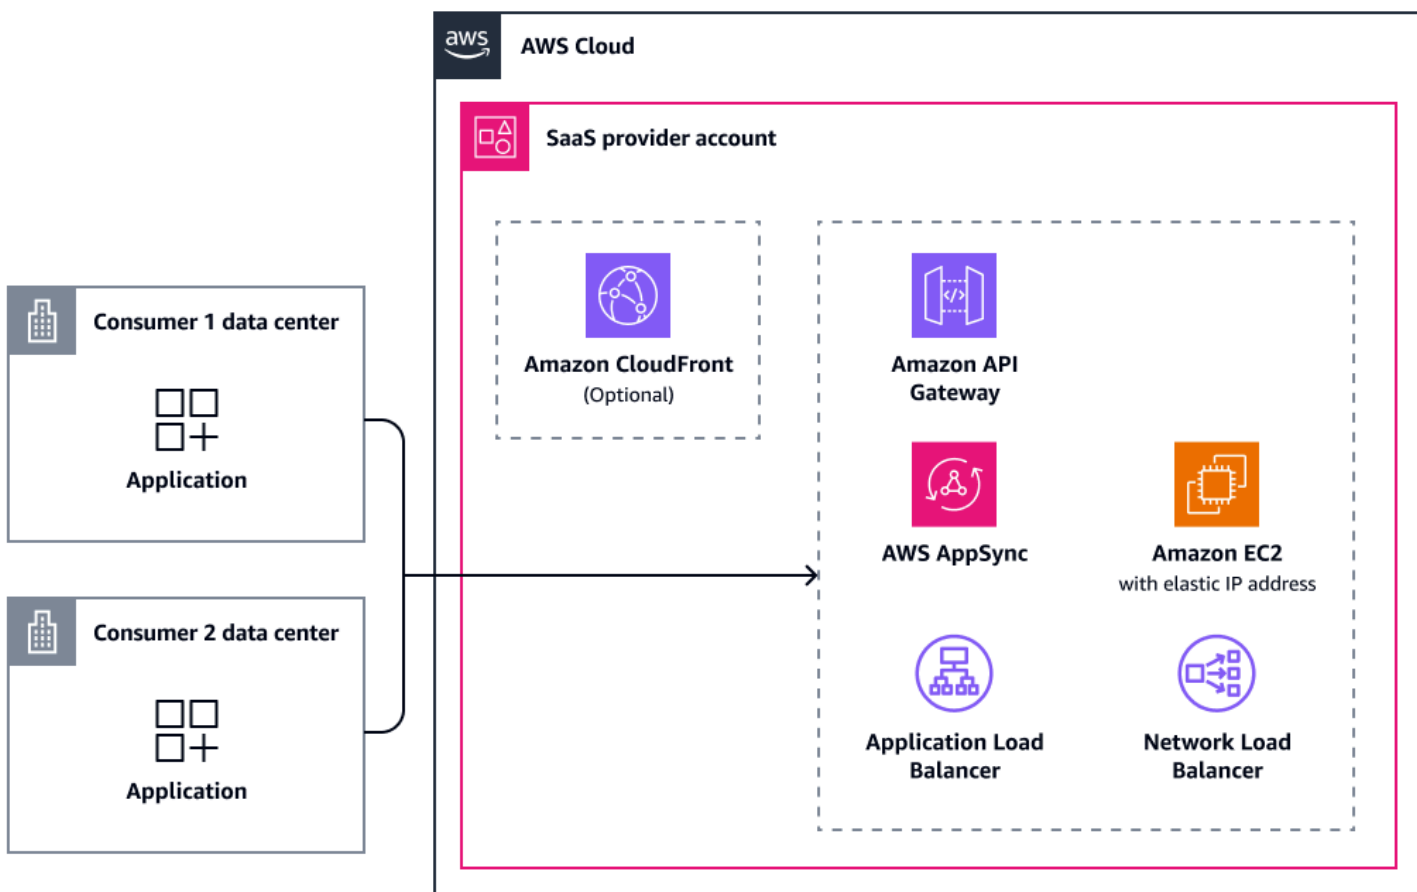 aws
AWS Cloud
SaaS provider account
Consumer 1 data center
Application
Consumer 2 data center
Application
Amazon CloudFront
(Optional)
Amazon API
Gateway
</>
AWS AppSync
Amazon EC2
with elastic IP address
Application Load
Balancer
Network Load
Balancer